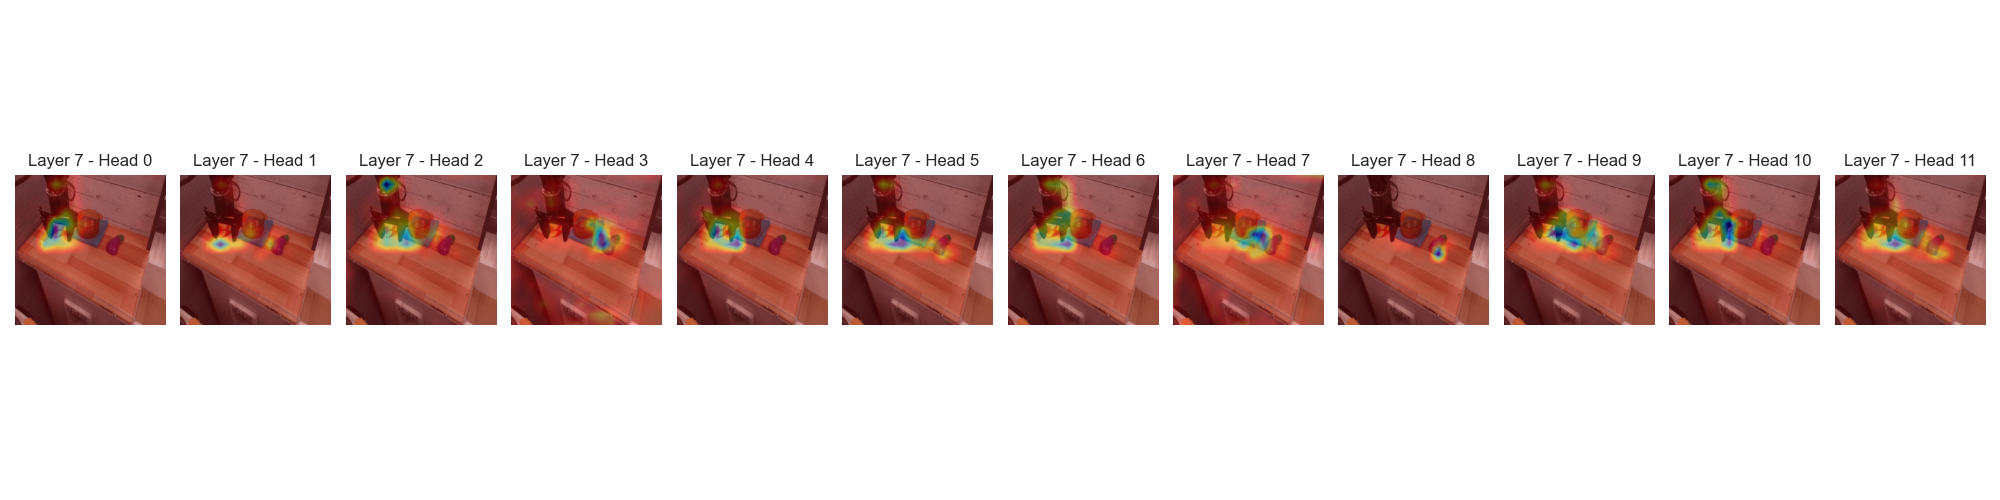 Layer 7 - Head 0
Layer 7 - Head 1
Layer 7 - Head 2
Layer 7 - Head 3
Layer 7 - Head 4
Layer 7 - Head 5
Layer 7 - Head 6
Layer 7 - Head 7
Layer 7 - Head 8
Layer 7 - Head 9
Layer 7 - Head 10
Layer 7 - Head 11